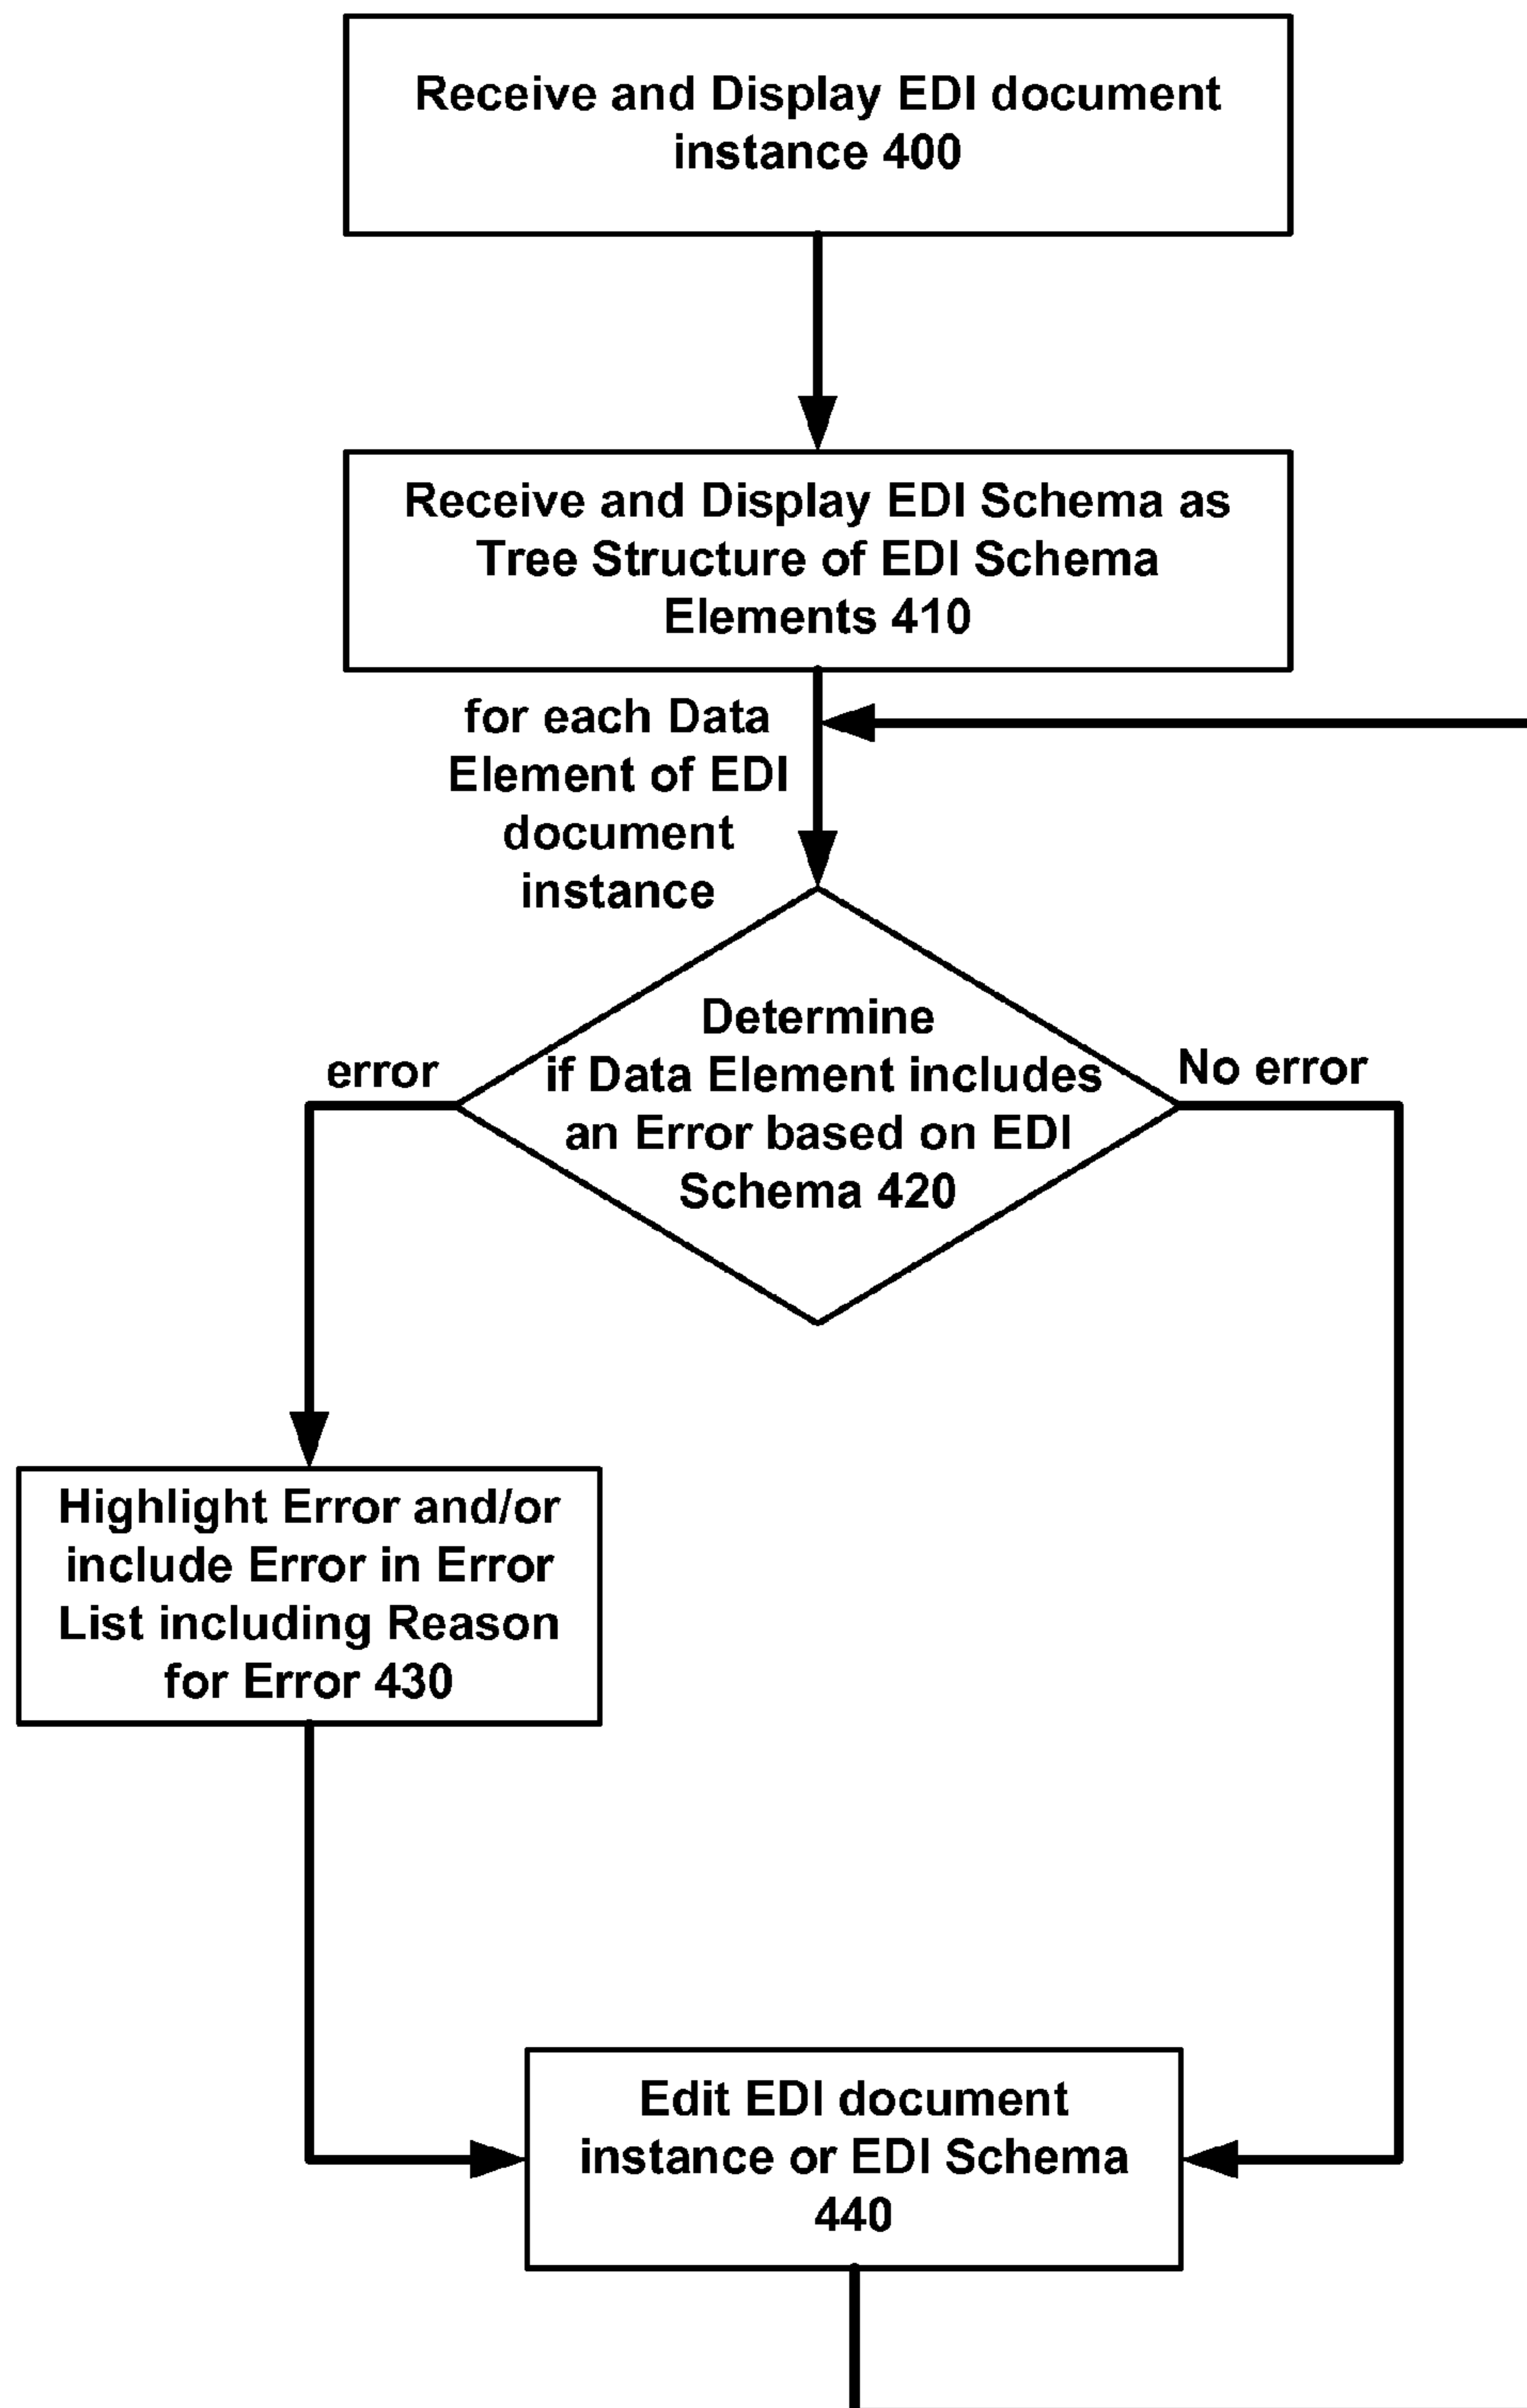 Receive and Display EDI document
instance 400
Receive and Display EDI Schema as
Tree Structure of EDI Schema
Elements 410
for each Data
Element of EDI
document
instance
Determine
if Data Element includes
an Error based on EDI
Schema 420
error
No error
Highlight Error and/or
include Error in Error
List including Reason
for Error 430
Edit EDI document
instance or EDI Schema
440